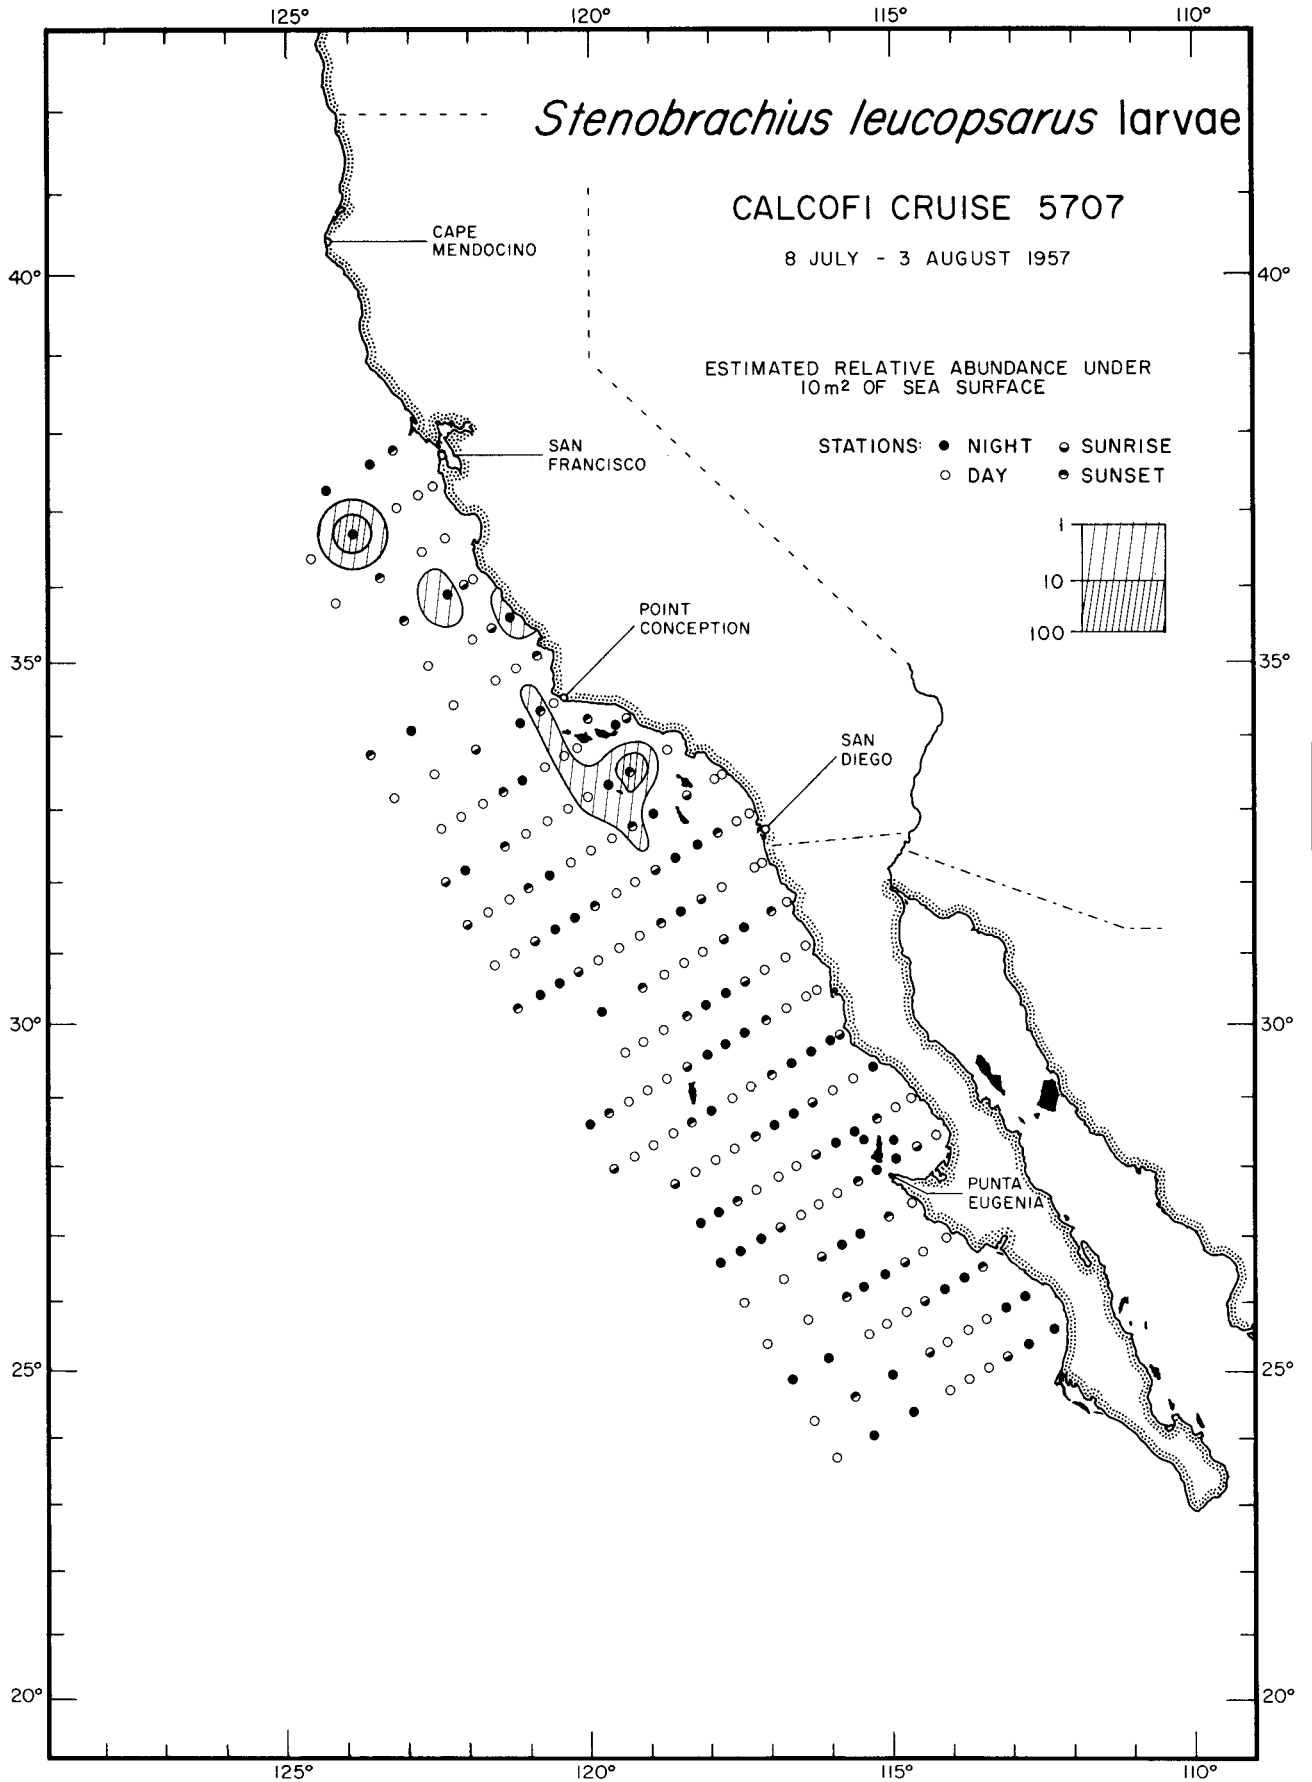 125° 120° 115° 110°
Stenobrachius leucopsarus larvae
CALCOFI CRUISE 5707
8 JULY - 3 AUGUST 1957
CAPE
MENDOCINO
40° 40°
ESTIMATED RELATIVE ABUNDANCE UNDER
10m² OF SEA SURFACE
STATIONS: ● NIGHT SUNRISE
○ DAY SUNSET
SAN
FRANCISCO
1
10
100
POINT
CONCEPTION
35° 35°
SAN
DIEGO
30° 30°
PUNTA
EUGENIA
25° 25°
20° 20°
125° 120° 115° 110°